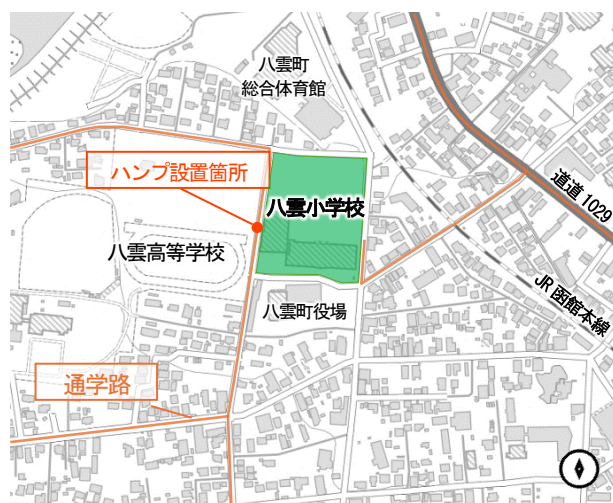 八雲町
総合体育館
ハンプ設置箇所
八雲小学校
道道1029
八雲高等学校
JR函館本線
八雲町役場
通学路